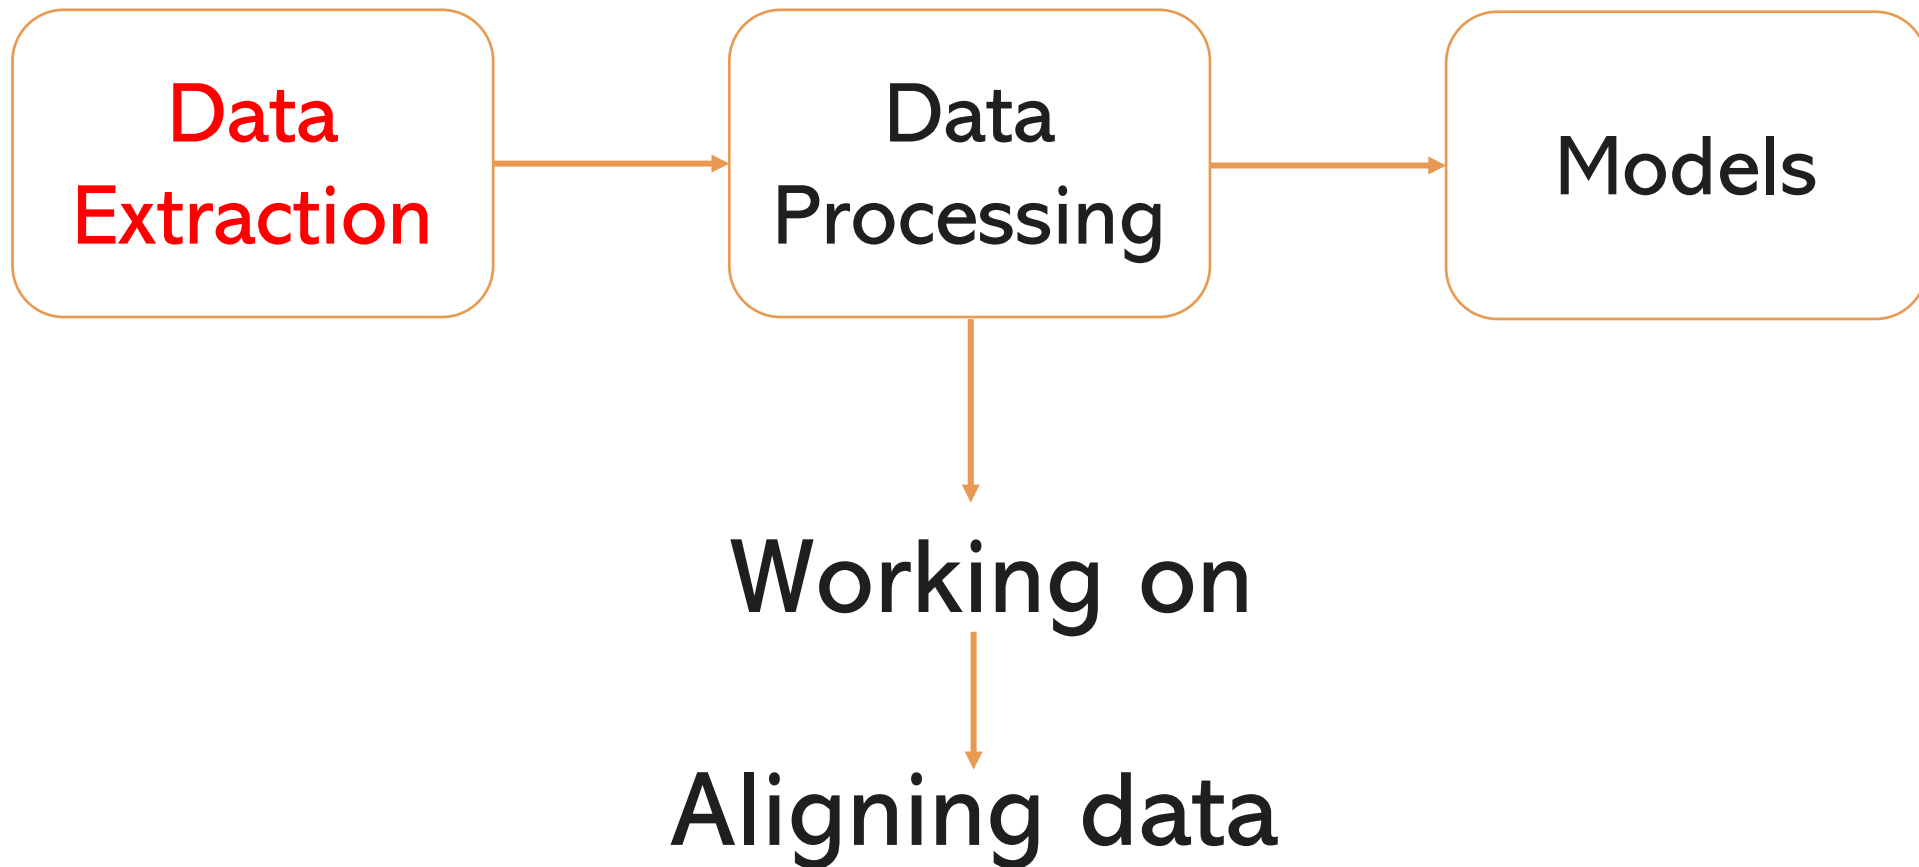 Data
Extraction
Data
Processing
Models
Working on
Aligning data